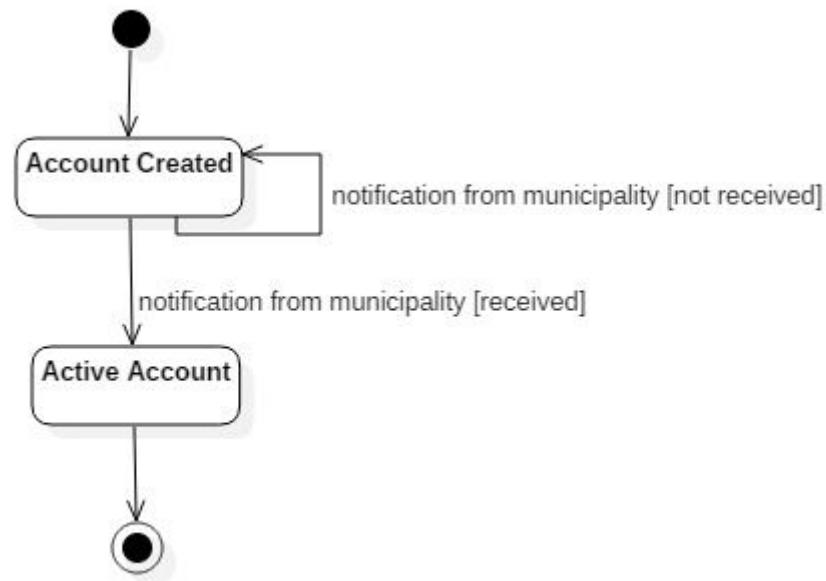 Account Created
notification from municipality [not received]
notification from municipality [received]
Active Account